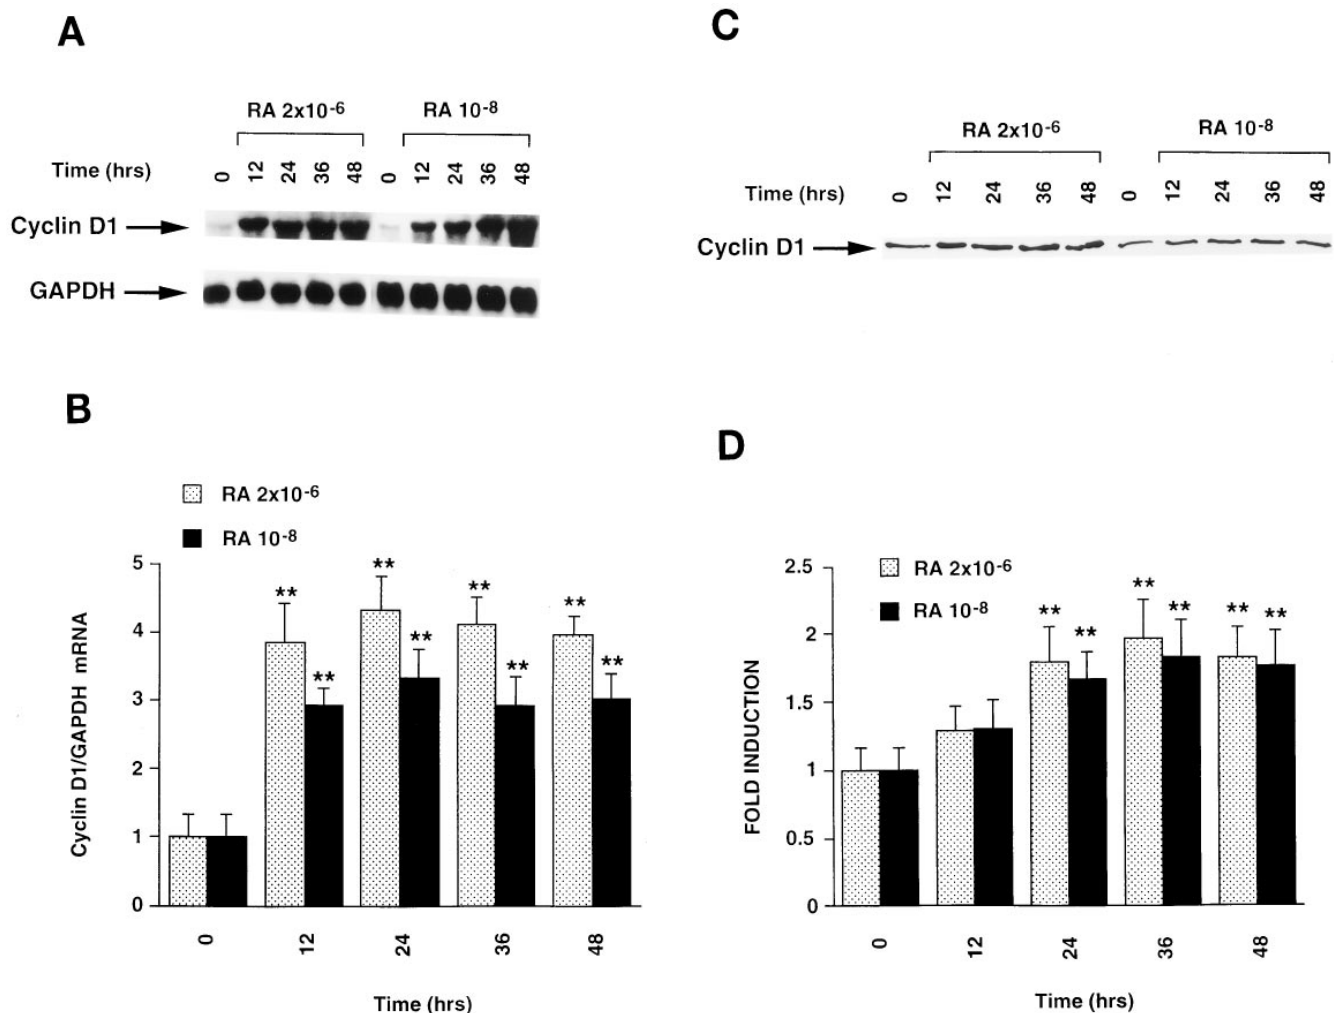 A
RA 2x10-6 RA 10-8
Time (hrs) 0 12 24 36 48 0 12 24 36 48
Cyclin D1
GAPDH
B
RA 2x10-6
RA 10-8
Cyclin D1/GAPDH mRNA
5
4
3
2
1
0
** ** ** ** ** ** ** **
0 12 24 36 48
Time (hrs)
C
RA 2x10-6 RA 10-8
Time (hrs) 0 12 24 36 48 0 12 24 36 48
Cyclin D1
D
RA 2x10-6
RA 10-8
FOLD INDUCTION
2.5
2
1.5
1
0.5
0
** ** ** ** ** **
0 12 24 36 48
Time (hrs)